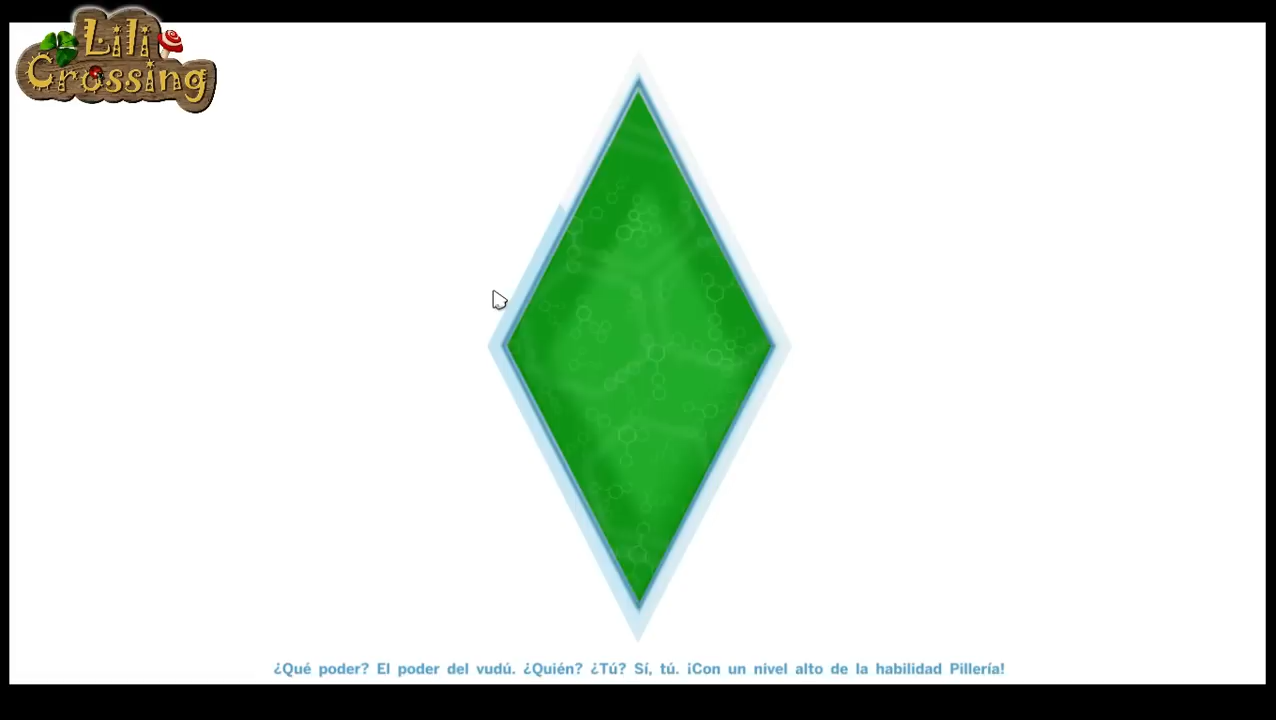 Lili
Crossing
¿Qué poder? El poder del vudú. ¿Quién? ¿Tú? Sí, tú. ¡Con un nivel alto de la habilidad Pillería!